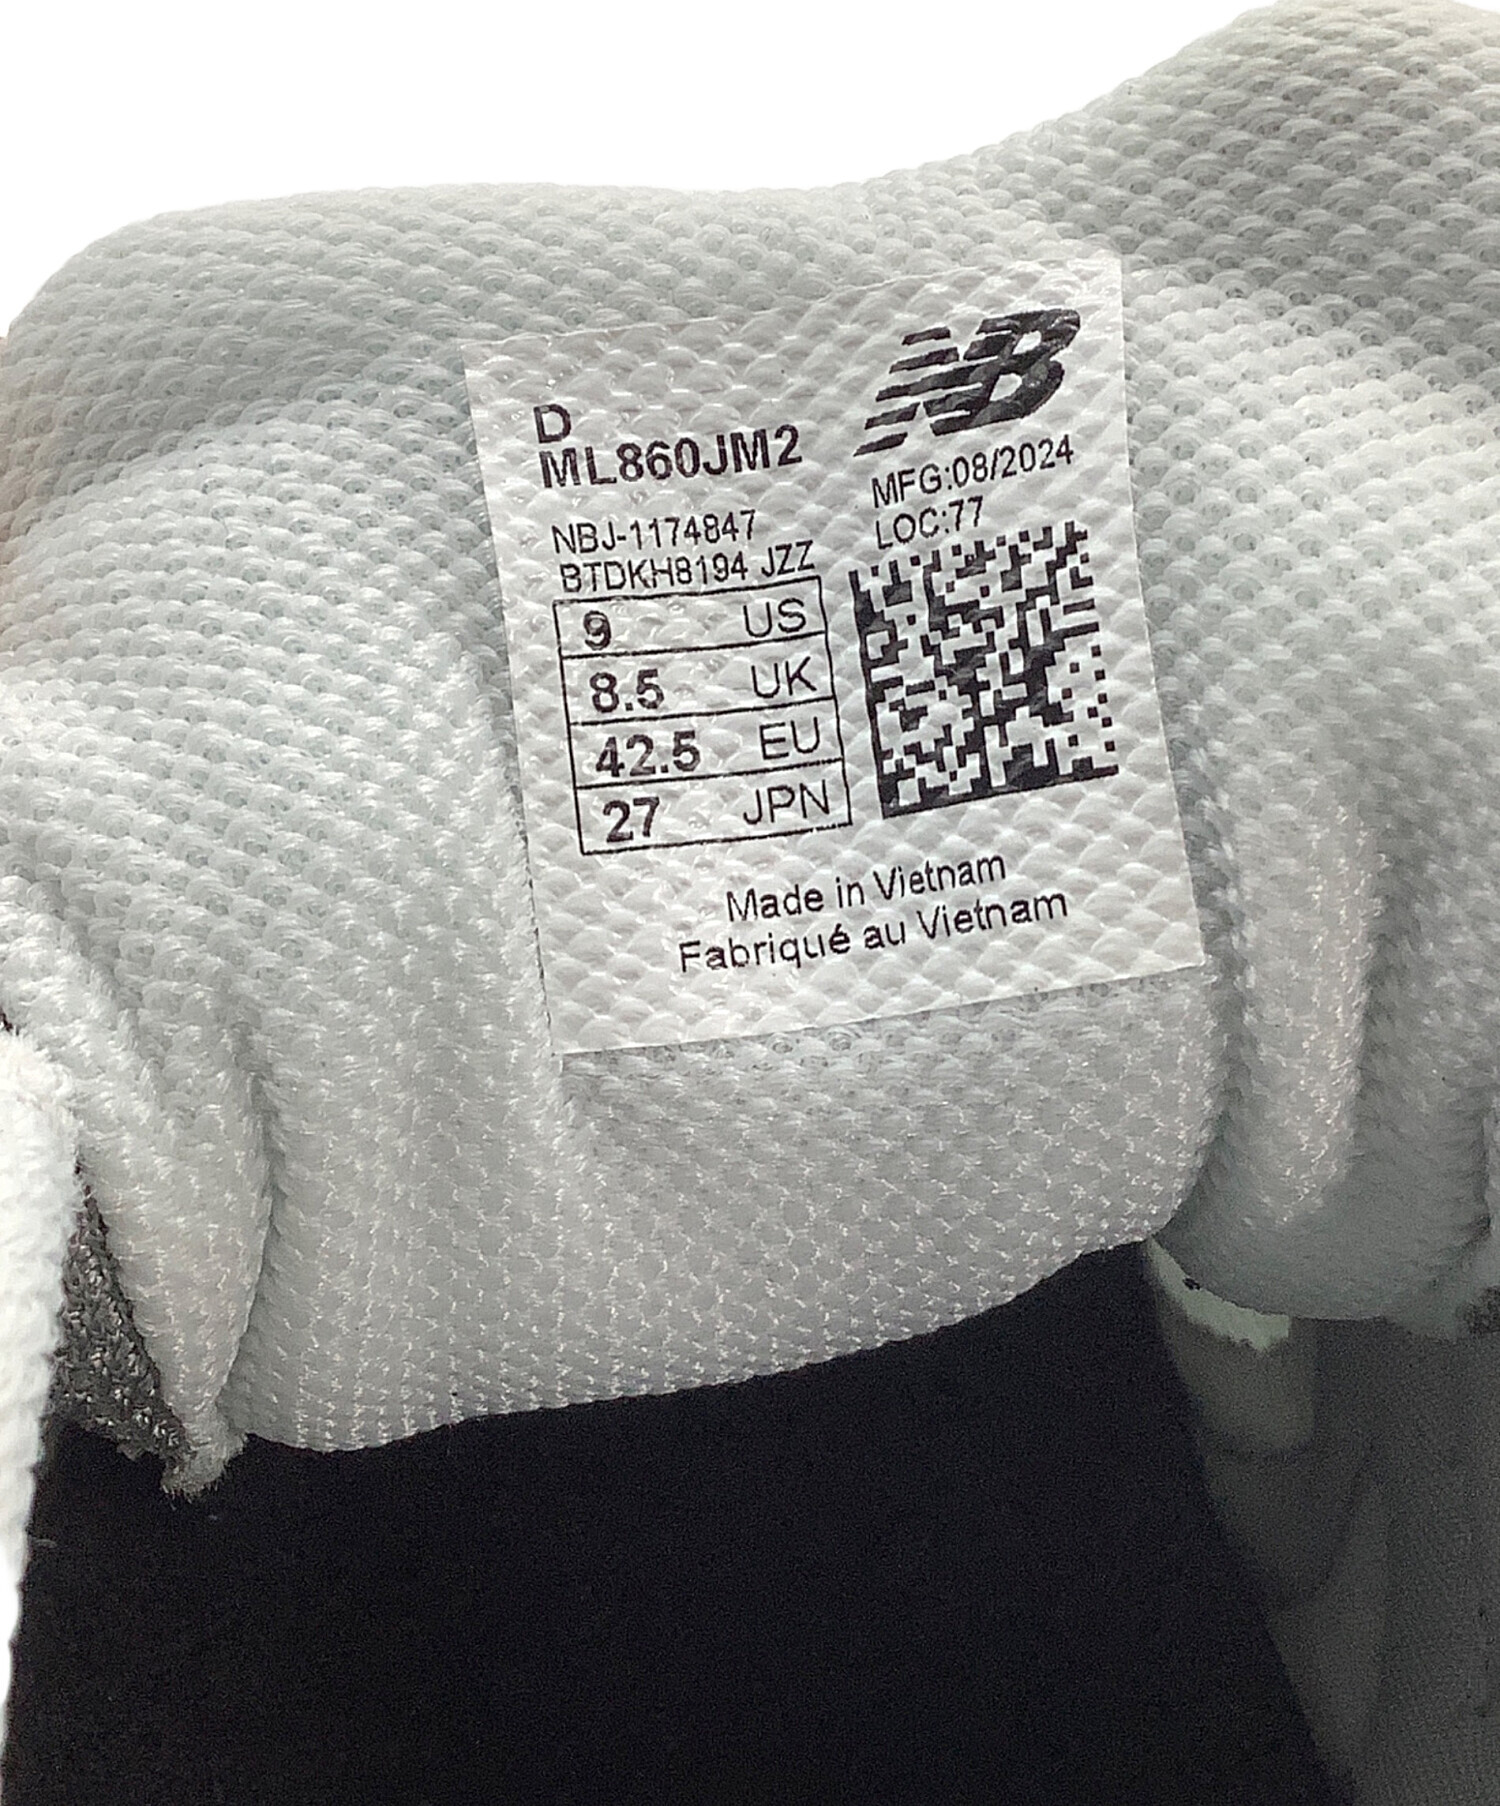 D
ML860JM2
NBJ-1174847
BTDKH8194 JZZ
9 US
8.5 UK
42.5 EU
27 JPN
NB
MFG:08/2024
LOC:77
Made in Vietnam
Fabriqué au Vietnam